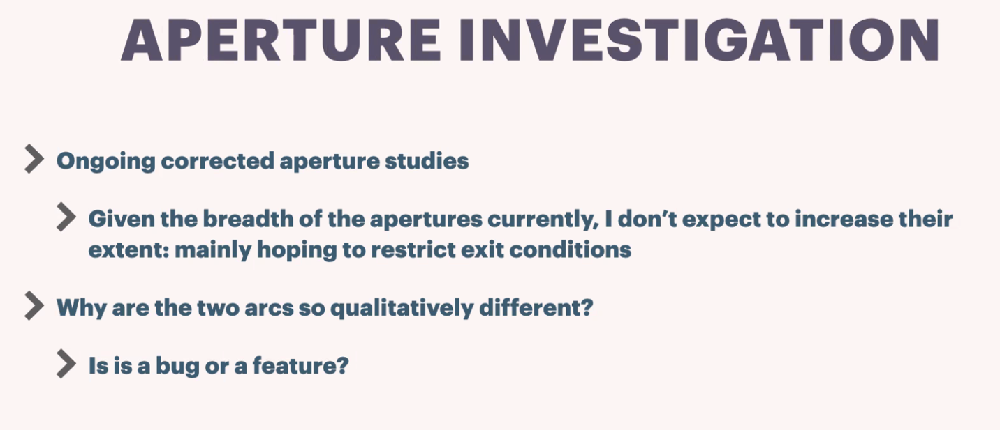 APERTURE INVESTIGATION
Ongoing corrected aperture studies
Given the breadth of the apertures currently, I don’t expect to increase their
extent: mainly hoping to restrict exit conditions
Why are the two arcs so qualitatively different?
Is is a bug or a feature?